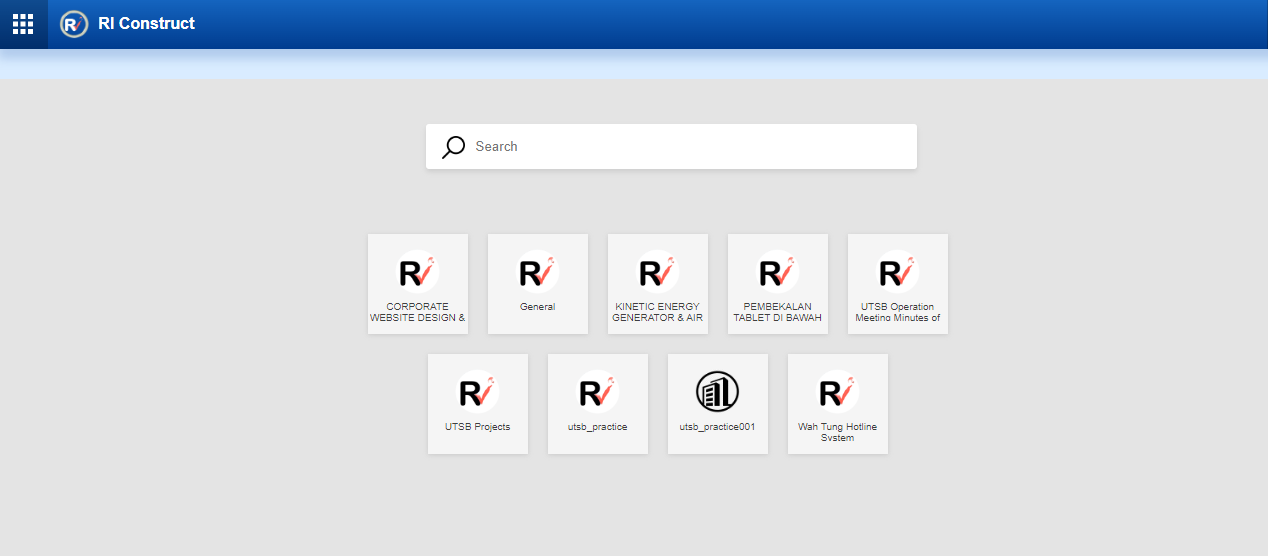 RI Construct
Search
CORPORATE
WEBSITE DESIGN &
General
KINETIC ENERGY
GENERATOR & AIR
PEMBEKALAN
TABLET DI BAWAH
UTSB Operation
Meeting Minutes of
UTSB Projects
utsb_practice
utsb_practice001
Wah Tung Hotline
System